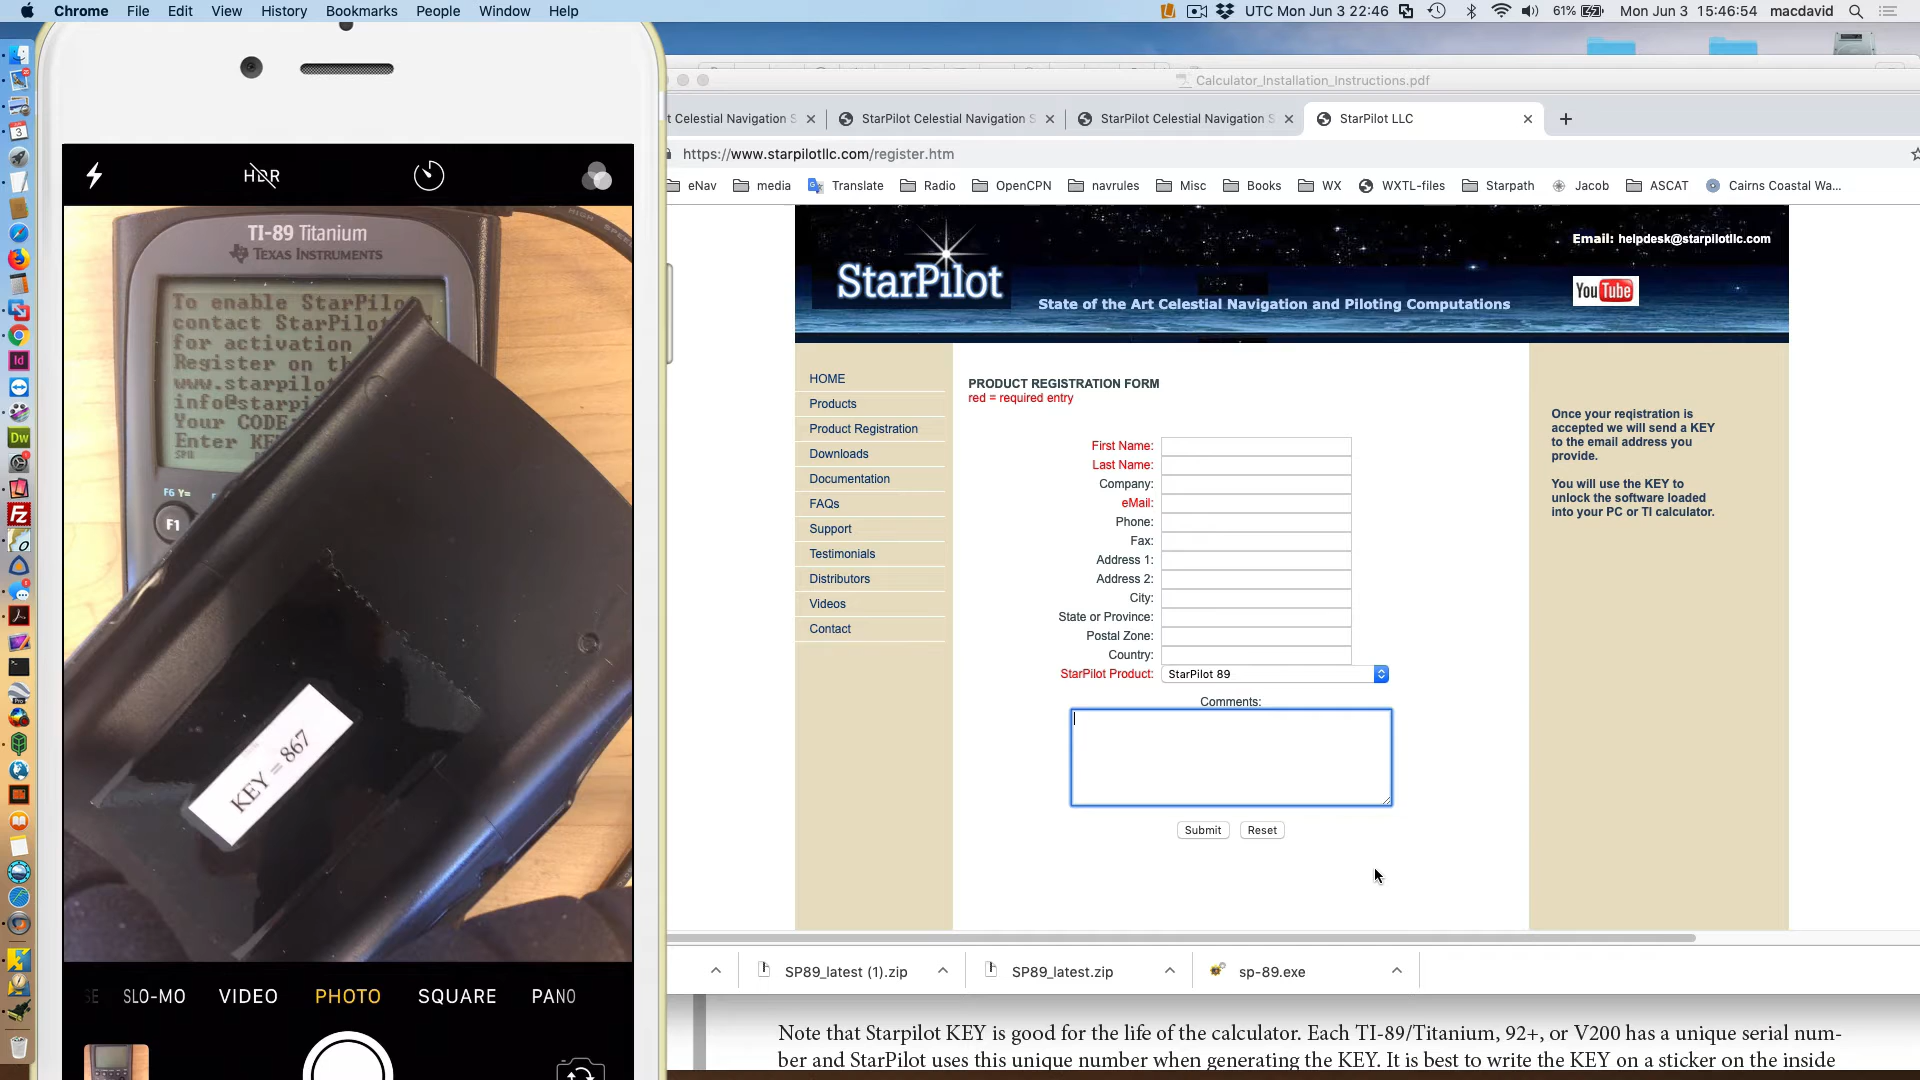 Chrome File Edit View History Bookmarks People Window Help
UTC Mon Jun 3 22:46 61% Mon Jun 3 15:46:54 macdavid
Calculator_Installation_Instructions.pdf
t Celestial Navigation S StarPilot Celestial Navigation S StarPilot Celestial Navigation S StarPilot LLC
https://www.starpilotllc.com/register.htm
eNav media Translate Radio OpenCPN navrules Misc Books WX WXTL-files Starpath Jacob ASCAT Cairns Coastal Wa...
HDR
TI-89 Titanium
TEXAS INSTRUMENTS
To enable StarPilo
contact StarPilot
for activation
Register on th
www.starpilot
info@starpi
Your CODE
Enter KE
F6 Y=
F1
KEY = 867
SLO-MO VIDEO PHOTO SQUARE PANO
StarPilot
State of the Art Celestial Navigation and Piloting Computations
Email: helpdesk@starpilotllc.com
YouTube
HOME
Products
Product Registration
Downloads
Documentation
FAQs
Support
Testimonials
Distributors
Videos
Contact
PRODUCT REGISTRATION FORM
red = required entry
First Name:
Last Name:
Company:
eMail:
Phone:
Fax:
Address 1:
Address 2:
City:
State or Province:
Postal Zone:
Country:
StarPilot Product: StarPilot 89
Comments:
Submit Reset
Once your registration is
accepted we will send a KEY
to the email address you
provide.
You will use the KEY to
unlock the software loaded
into your PC or TI calculator.
SP89_latest (1).zip SP89_latest.zip sp-89.exe
Note that Starpilot KEY is good for the life of the calculator. Each TI-89/Titanium, 92+, or V200 has a unique serial num-
ber and StarPilot uses this unique number when generating the KEY. It is best to write the KEY on a sticker on the inside